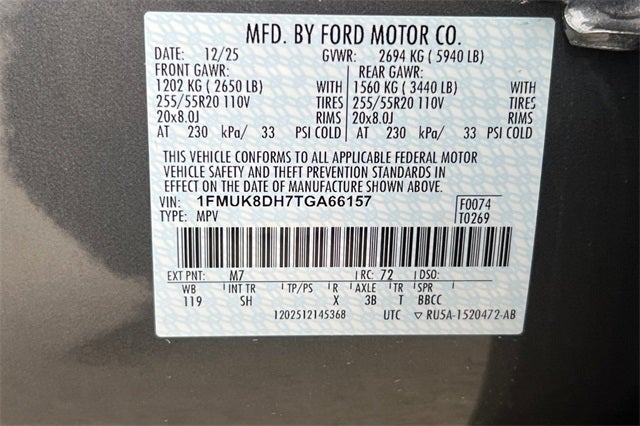 MFD. BY FORD MOTOR CO.
DATE: 12/25 GVWR: 2694 KG ( 5940 LB)
FRONT GAWR: REAR GAWR:
1202 KG ( 2650 LB) WITH 1560 KG ( 3440 LB) WITH
255/55R20 110V TIRES 255/55R20 110V TIRES
20x8.0J RIMS 20x8.0J RIMS
AT 230 kPa/ 33 PSI COLD AT 230 kPa/ 33 PSI COLD
THIS VEHICLE CONFORMS TO ALL APPLICABLE FEDERAL MOTOR
VEHICLE SAFETY AND THEFT PREVENTION STANDARDS IN
EFFECT ON THE DATE OF MANUFACTURE SHOWN ABOVE.
VIN: 1FMUK8DH7TGA66157 F0074
TYPE: MPV T0269
EXT PNT: M7 RC: 72 DSO:
WB INT TR TP/PS R AXLE TR SPR
119 SH X 3B T BBCC
1202512145368 UTC ▽ RU5A-1520472-AB